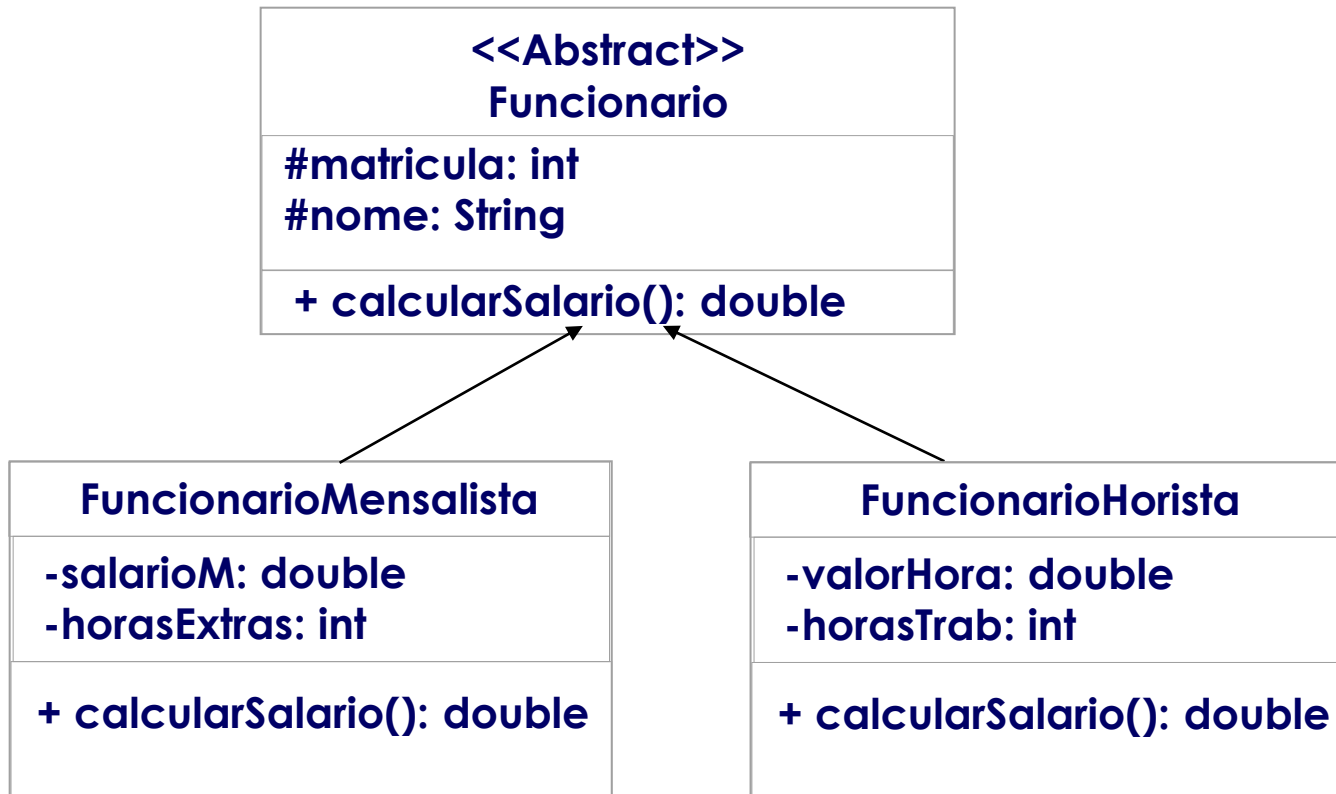 <<Abstract>>
Funcionario
#matricula: int
#nome: String
+ calcularSalario(): double
FuncionarioMensalista
-salarioM: double
-horasExtras: int
+ calcularSalario(): double
FuncionarioHorista
-valorHora: double
-horasTrab: int
+ calcularSalario(): double